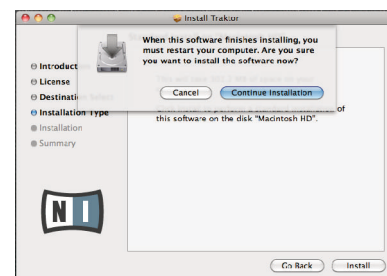 Install Traktor
When this software finishes installing, you
must restart your computer. Are you sure
you want to install the software now?
Cancel
Continue Installation
Introduct
License
Destinati
Installation Type
Installation
Summary
of
this software on the disk "Macintosh HD".
NI
Go Back
Install